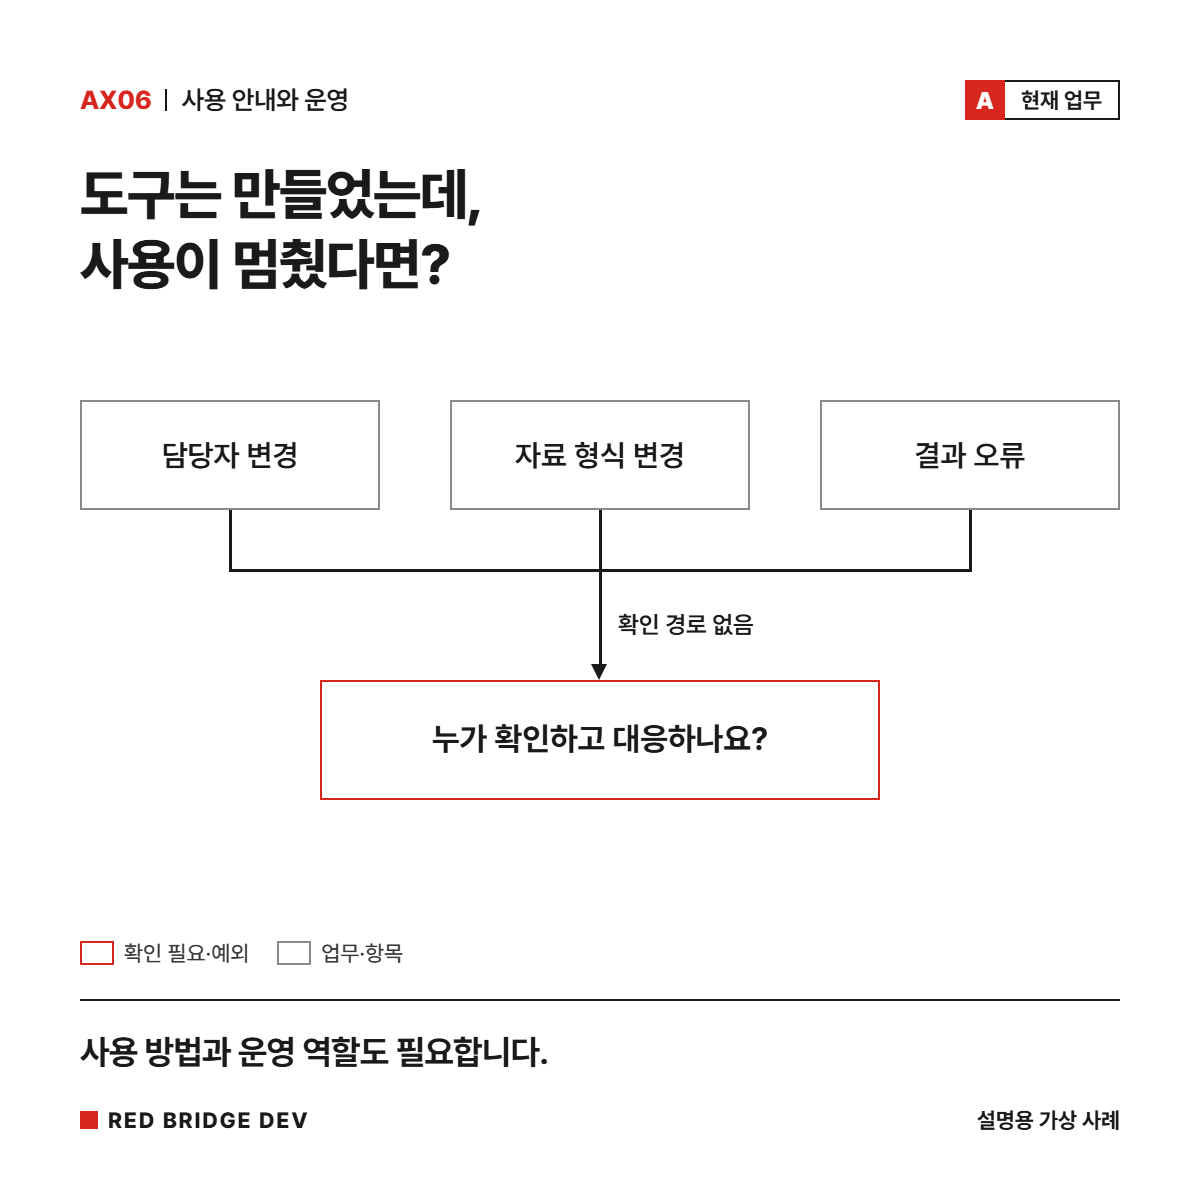 AX06 | 사용 안내와 운영
A 현재 업무
도구는 만들었는데,
사용이 멈췄다면?
담당자 변경
자료 형식 변경
결과 오류
확인 경로 없음
누가 확인하고 대응하나요?
확인 필요·예외
업무·항목
사용 방법과 운영 역할도 필요합니다.
RED BRIDGE DEV
설명용 가상 사례